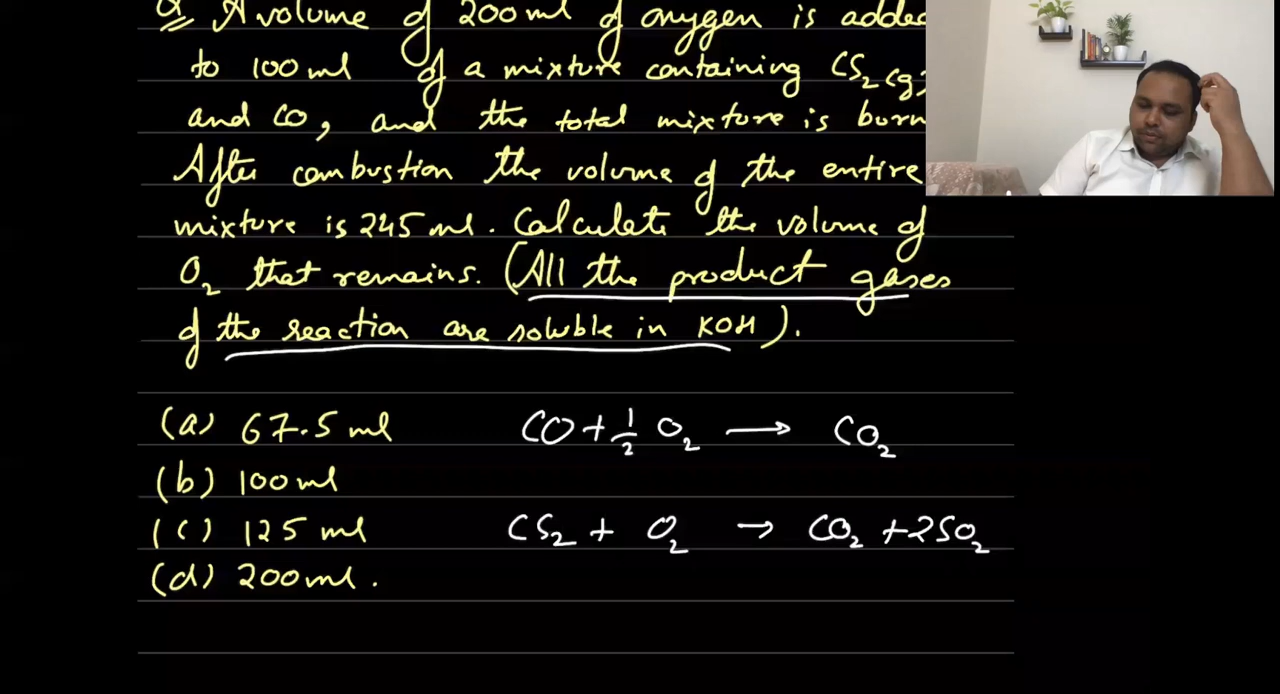 Q A volume of 200 ml of oxygen is added
to 100 ml of a mixture containing CS₂(g)
and CO, and the total mixture is burn
After combustion the volume of the entire
mixture is 245 ml. Calculate the volume of
O₂ that remains. (All the product gases
of the reaction are soluble in KOH).
(a) 67.5 ml CO + 1/2 O₂ → CO₂
(b) 100 ml
(c) 125 ml CS₂ + O₂ → CO₂ + 2SO₂
(d) 200 ml.